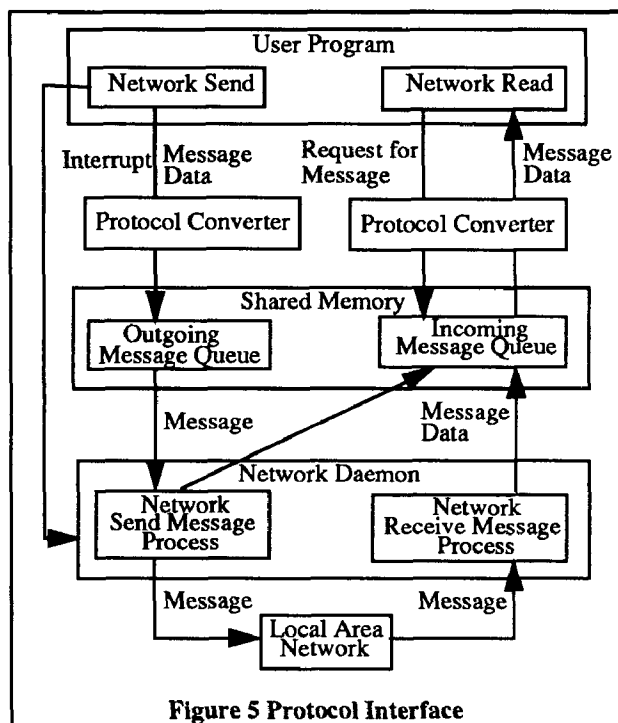 User Program
Network Send
Network Read
Interrupt
Message
Data
Request for
Message
Message
Data
Protocol Converter
Protocol Converter
Shared Memory
Outgoing
Message Queue
Incoming
Message Queue
Message
Message
Data
Network Daemon
Network
Send Message
Process
Network
Receive Message
Process
Message
Message
Local Area
Network
Figure 5 Protocol Interface